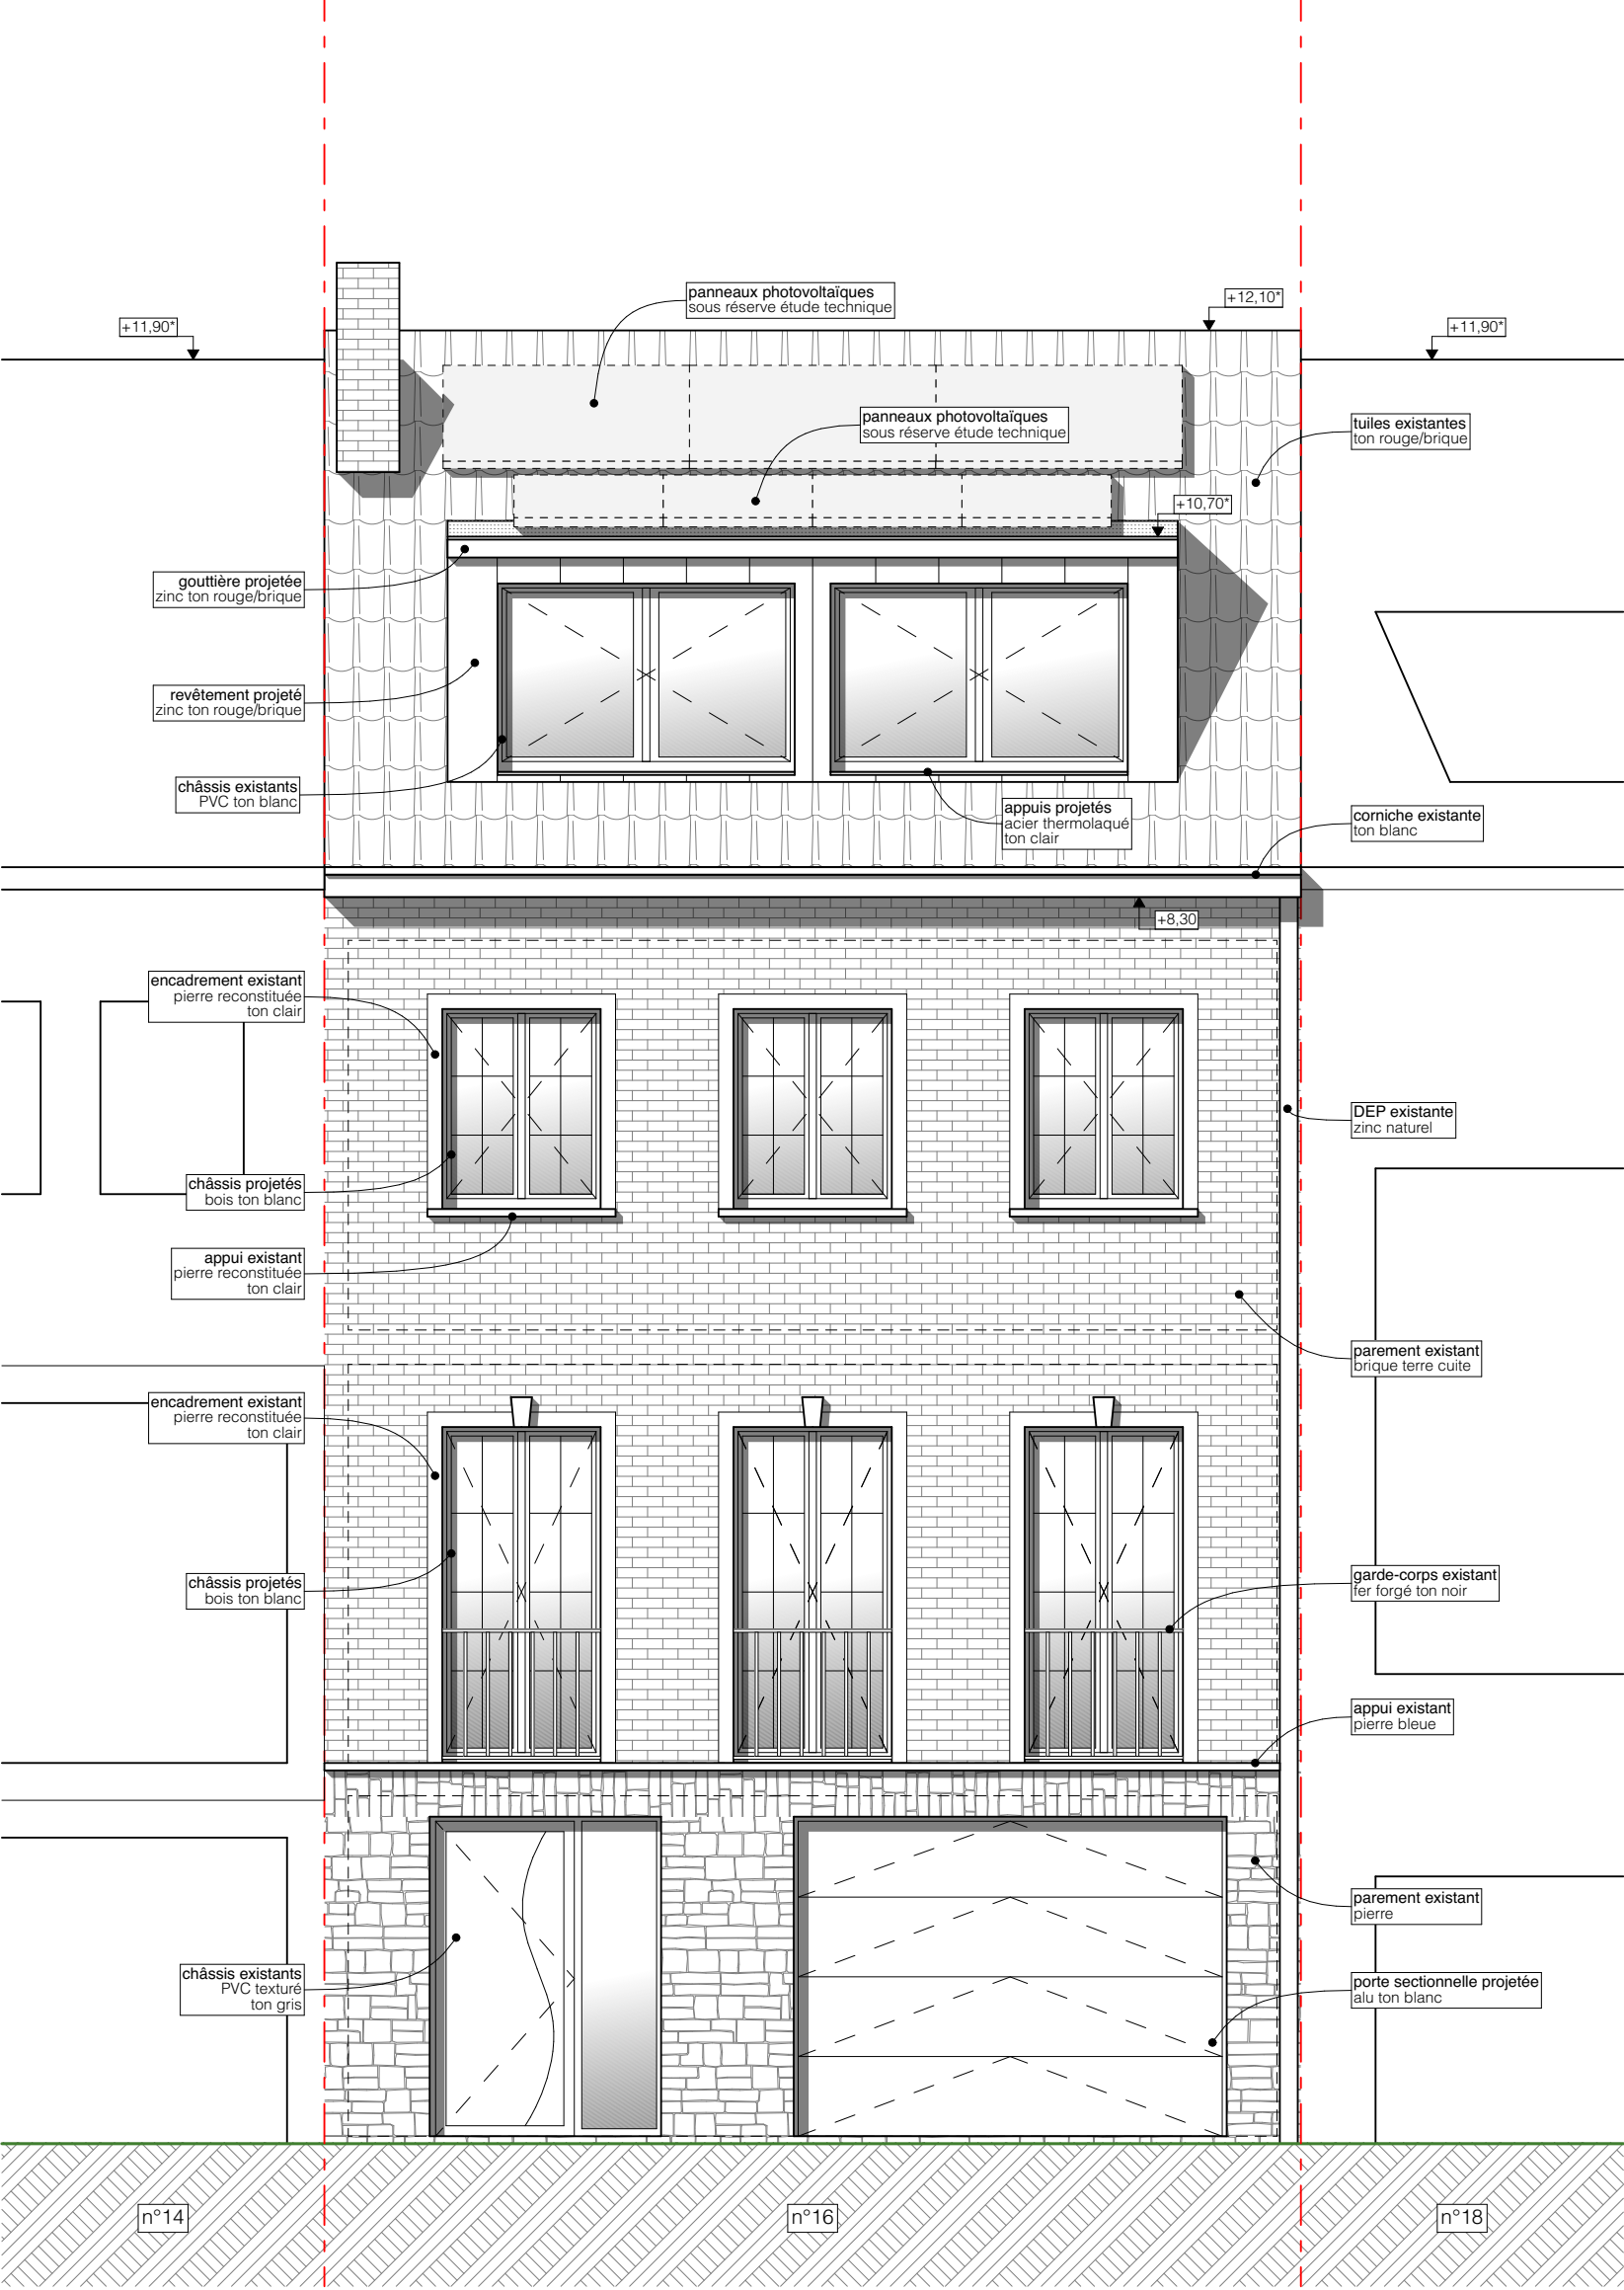 panneaux photovoltaïques
sous réserve étude technique
+12,10*
+11,90*
+11,90*
panneaux photovoltaïques
sous réserve étude technique
tuiles existantes
ton rouge/brique
+10,70*
gouttière projetée
zinc ton rouge/brique
revêtement projeté
zinc ton rouge/brique
châssis existants
PVC ton blanc
appuis projetés
acier thermolaqué
ton clair
corniche existante
ton blanc
+8,30
encadrement existant
pierre reconstituée
ton clair
DEP existante
zinc naturel
châssis projetés
bois ton blanc
appui existant
pierre reconstituée
ton clair
parement existant
brique terre cuite
encadrement existant
pierre reconstituée
ton clair
châssis projetés
bois ton blanc
garde-corps existant
fer forgé ton noir
appui existant
pierre bleue
parement existant
pierre
châssis existants
PVC texturé
ton gris
porte sectionnelle projetée
alu ton blanc
n°14
n°16
n°18